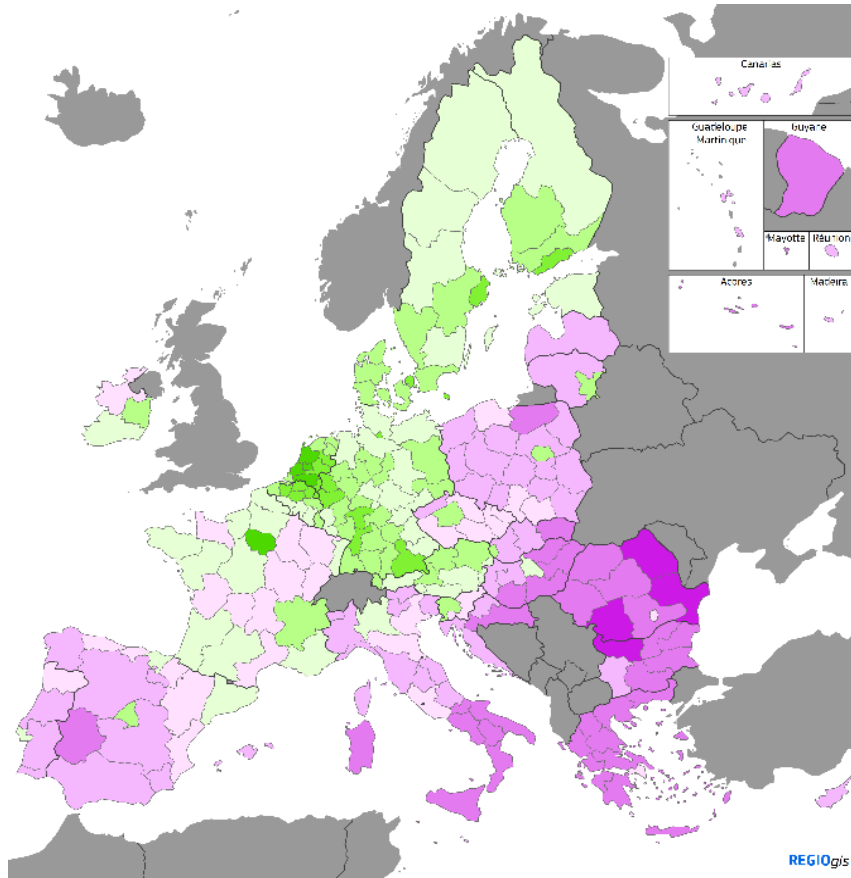 Canarias
Guadeloupe
Martinique
Guyane
Mayotte
Réunion
Açores
Madeira
REGIOgis